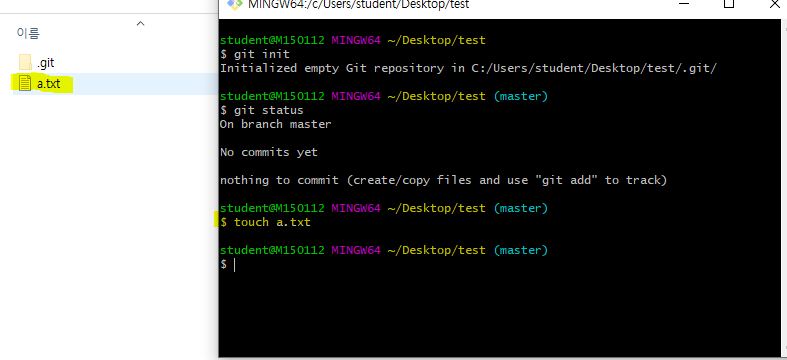 이름
.git
a.txt
MINGW64:/c/Users/student/Desktop/test
student@M150112 MINGW64 ~/Desktop/test
$ git init
Initialized empty Git repository in C:/Users/student/Desktop/test/.git/
student@M150112 MINGW64 ~/Desktop/test (master)
$ git status
On branch master
No commits yet
nothing to commit (create/copy files and use "git add" to track)
student@M150112 MINGW64 ~/Desktop/test (master)
$ touch a.txt
student@M150112 MINGW64 ~/Desktop/test (master)
$